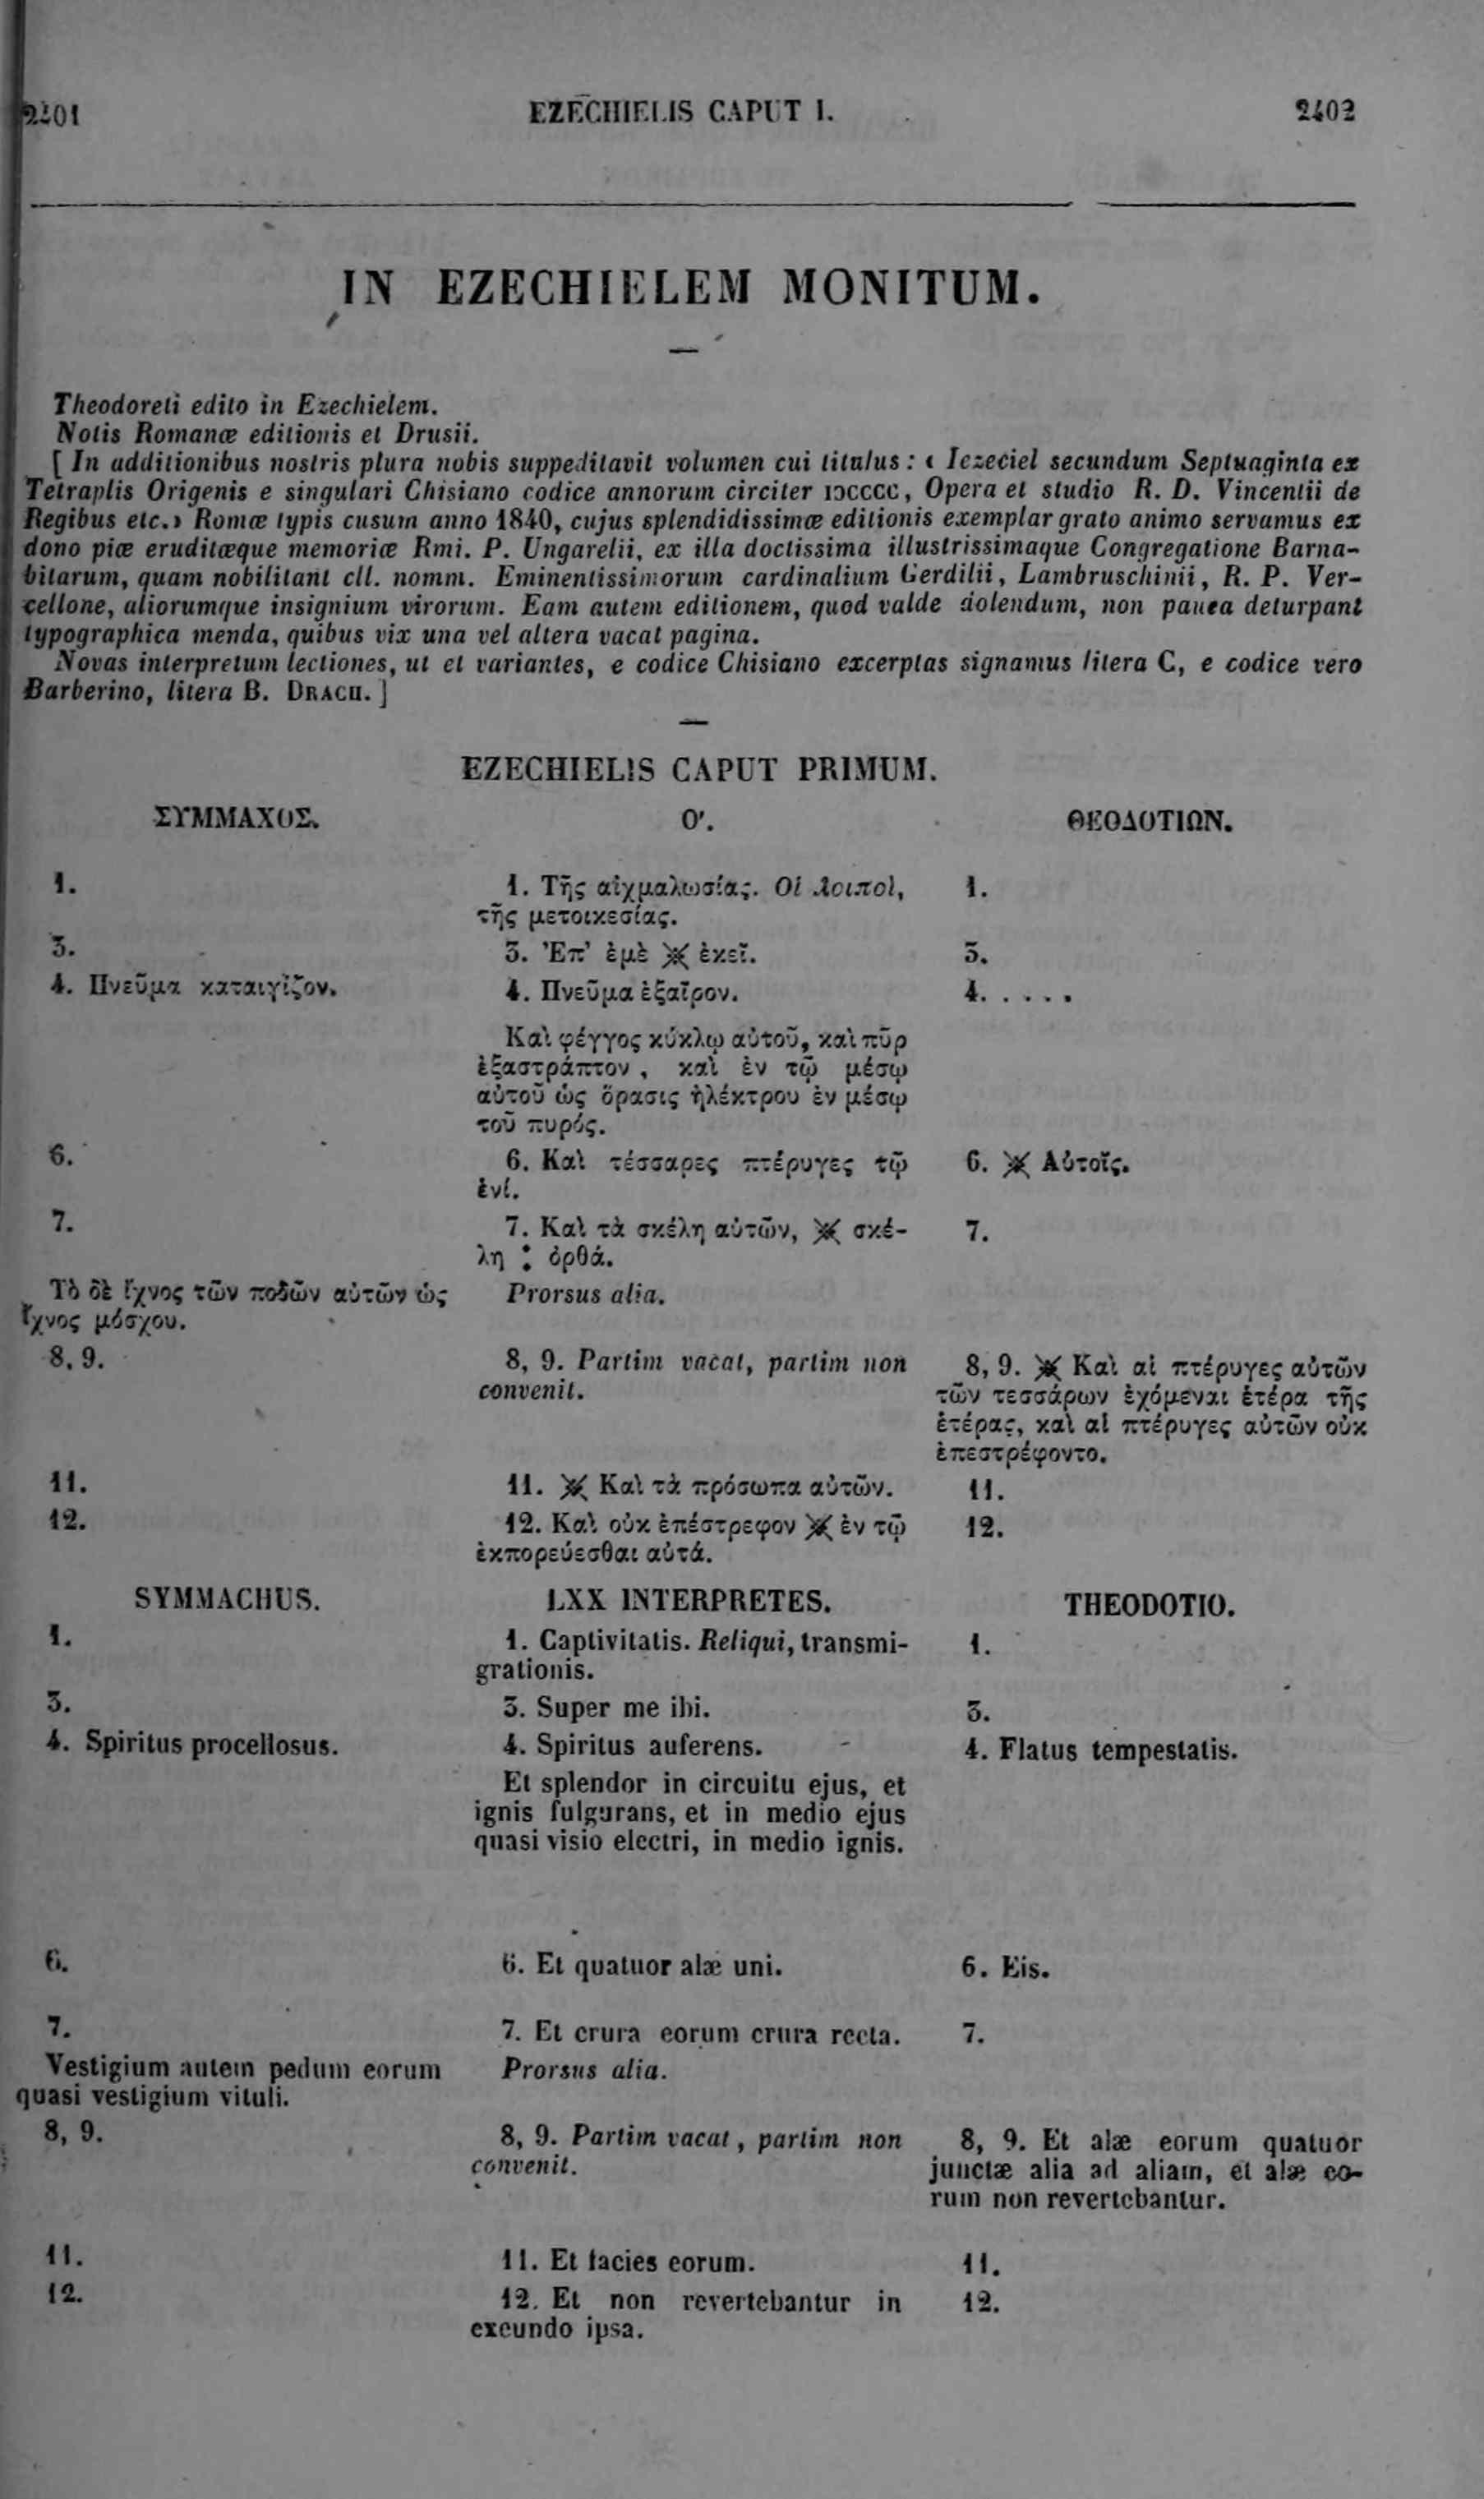 2401
EZECHIELIS CAPUT I.
2402
IN EZECHIELEM MONITUM.
Theodoreti edito in Ezechielem.
Notis Romanæ editionis et Drusii.
[ In additionibus nostris plura nobis suppeditavit volumen cui titulus : ‹ Iezeciel secundum Septuaginta ex
Tetraplis Origenis e singulari Chisiano codice annorum circiter IↃCCCC, Opera et studio R. D. Vincentii de
Regibus etc.› Romæ typis cusum anno 1840, cujus splendidissimæ editionis exemplar grato animo servamus ex
dono piæ eruditæque memoriæ Rmi. P. Ungarelii, ex illa doctissima illustrissimaque Congregatione Barna-
bitarum, quam nobilitant cll. nomm. Eminentissimorum cardinalium Gerdilii, Lambruschinii, R. P. Ver-
cellone, aliorumque insignium virorum. Eam autem editionem, quod valde dolendum, non pauca deturpant
typographica menda, quibus vix una vel altera vacat pagina.
Novas interpretum lectiones, ut et variantes, e codice Chisiano excerptas signamus litera C, e codice vero
Barberino, litera B. DRACH. ]
EZECHIELIS CAPUT PRIMUM.
ΣΥΜΜΑΧΟΣ.
1.
3.
4. Πνεῦμα καταιγίζον.
6.
7.
Τὸ δὲ ἴχνος τῶν ποδῶν αὐτῶν ὡς
ἴχνος μόσχου.
8, 9.
11.
12.
Ο'.
1. Τῆς αἰχμαλωσίας. Οἱ λοιποὶ,
τῆς μετοικεσίας.
3. Ἐπ' ἐμὲ ※ ἐκεῖ.
4. Πνεῦμα ἐξαῖρον.
Καὶ φέγγος κύκλῳ αὐτοῦ, καὶ πῦρ
ἐξαστράπτον, καὶ ἐν τῷ μέσῳ
αὐτοῦ ὡς ὅρασις ἠλέκτρου ἐν μέσῳ
τοῦ πυρός.
6. Καὶ τέσσαρες πτέρυγες τῷ
ἑνί.
7. Καὶ τὰ σκέλη αὐτῶν, ※ σκέ-
λη : ὀρθά.
Prorsus alia.
8, 9. Partim vacat, partim non
convenit.
11. ※ Καὶ τὰ πρόσωπα αὐτῶν.
12. Καὶ οὐκ ἐπέστρεφον ※ ἐν τῷ
ἐκπορεύεσθαι αὐτά.
ΘΕΟΔΟΤΙΩΝ.
1.
3.
4. . . . .
6. ※ Αὐτοῖς.
7.
8, 9. ※ Καὶ αἱ πτέρυγες αὐτῶν
τῶν τεσσάρων ἐχόμεναι ἑτέρα τῆς
ἑτέρας, καὶ αἱ πτέρυγες αὐτῶν οὐκ
ἐπεστρέφοντο.
11.
12.
SYMMACHUS.
1.
3.
4. Spiritus procellosus.
6.
7.
Vestigium autem pedum eorum
quasi vestigium vituli.
8, 9.
11.
12.
LXX INTERPRETES.
1. Captivitatis. Reliqui, transmi-
grationis.
3. Super me ibi.
4. Spiritus auferens.
Et splendor in circuitu ejus, et
ignis fulgurans, et in medio ejus
quasi visio electri, in medio ignis.
6. Et quatuor alæ uni.
7. Et crura eorum crura recta.
Prorsus alia.
8, 9. Partim vacat, partim non
convenit.
11. Et facies eorum.
12. Et non revertebantur in
exeundo ipsa.
THEODOTIO.
1.
3.
4. Flatus tempestatis.
6. Eis.
7.
8, 9. Et alæ eorum quatuor
junctæ alia ad aliam, et alæ eo-
rum non revertebantur.
11.
12.